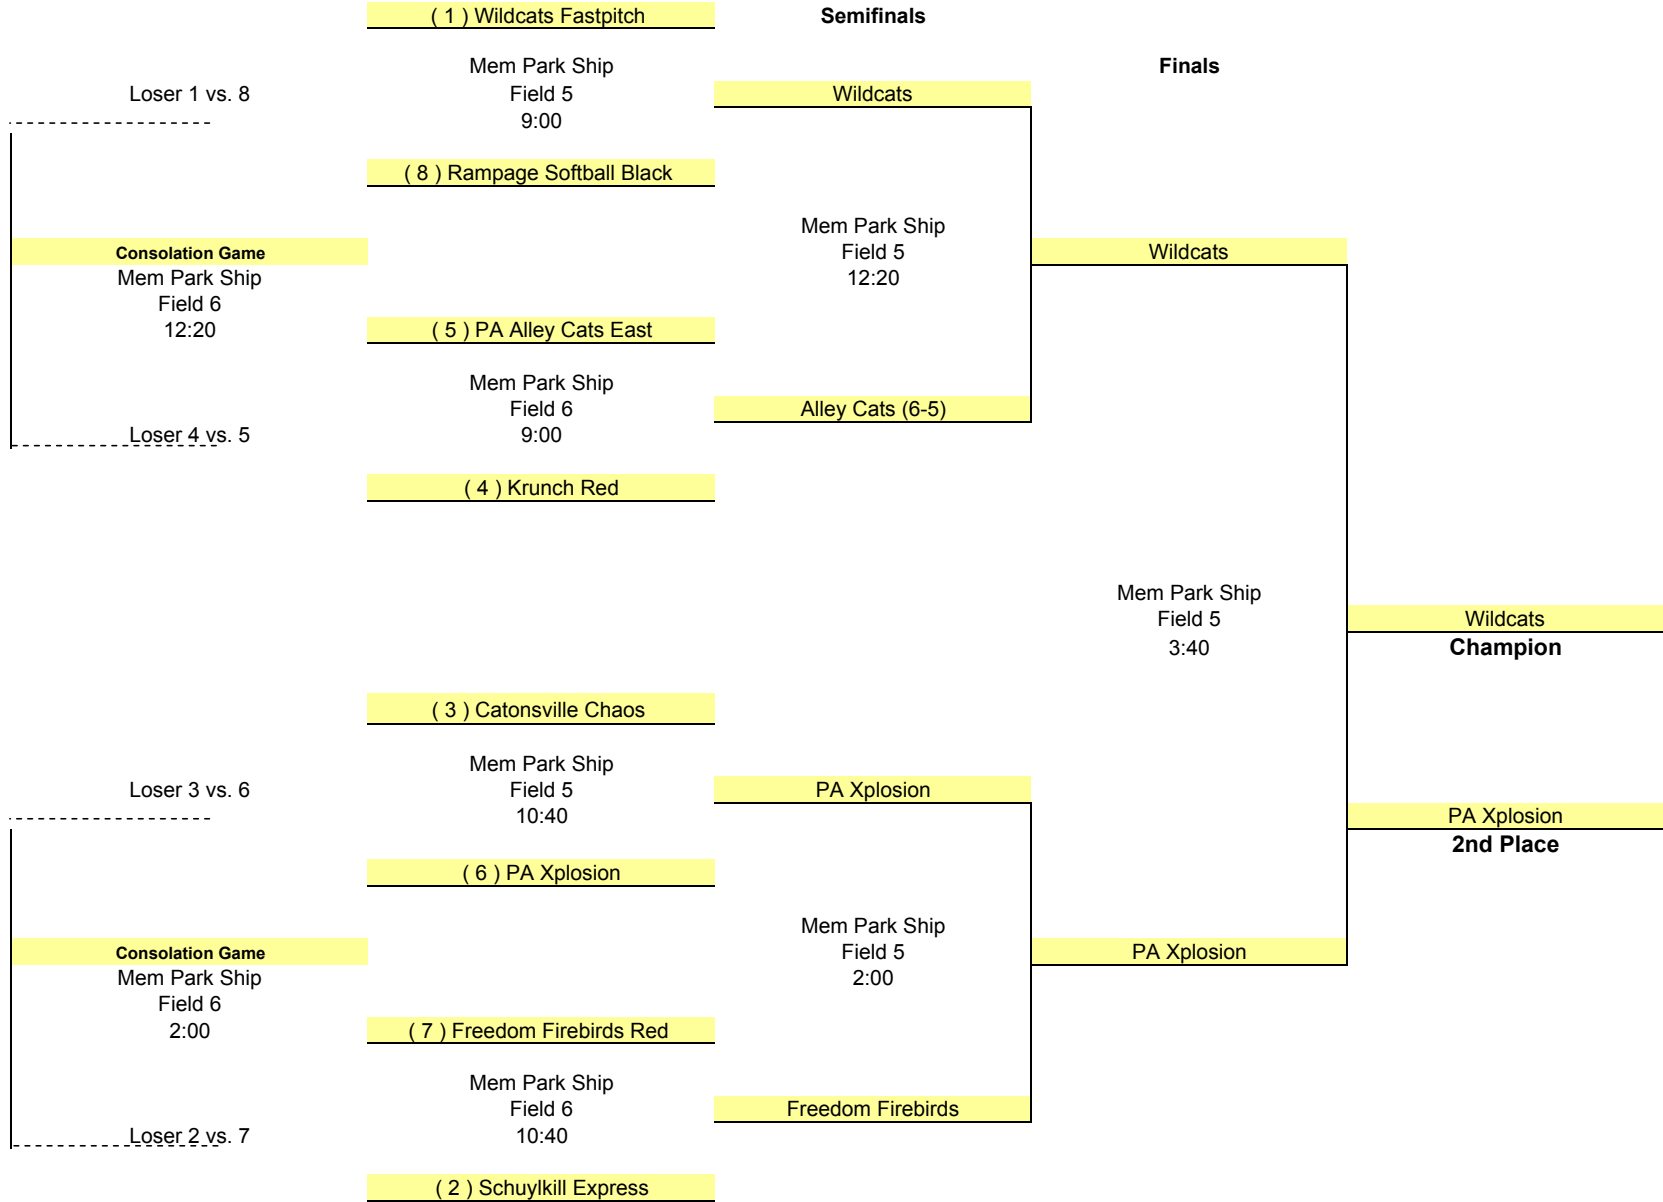 ( 1 ) Wildcats Fastpitch
Semifinals
Mem Park Ship
Finals
Loser 1 vs. 8
Field 5
Wildcats
9:00
( 8 ) Rampage Softball Black
Mem Park Ship
Consolation Game
Field 5
Wildcats
Mem Park Ship
12:20
Field 6
12:20
( 5 ) PA Alley Cats East
Mem Park Ship
Field 6
Alley Cats (6-5)
Loser 4 vs. 5
9:00
( 4 ) Krunch Red
Mem Park Ship
Field 5
Wildcats
3:40
Champion
( 3 ) Catonsville Chaos
Mem Park Ship
Loser 3 vs. 6
Field 5
PA Xplosion
10:40
PA Xplosion
2nd Place
( 6 ) PA Xplosion
Mem Park Ship
Consolation Game
Field 5
PA Xplosion
Mem Park Ship
2:00
Field 6
2:00
( 7 ) Freedom Firebirds Red
Mem Park Ship
Field 6
Freedom Firebirds
Loser 2 vs. 7
10:40
( 2 ) Schuylkill Express